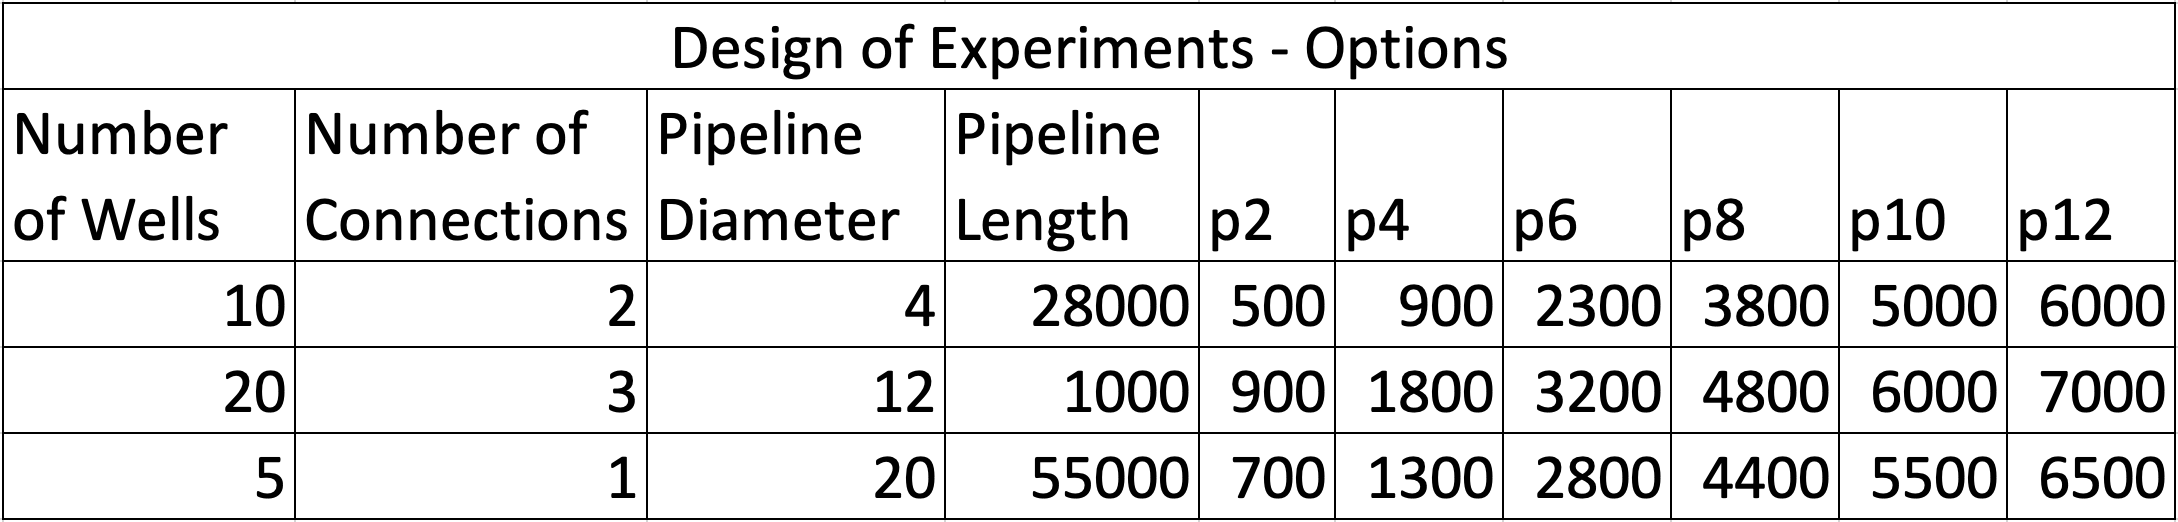 Design of Experiments - Options
Number of Wells Number of Connections Pipeline Diameter Pipeline Length p2 p4 p6 p8 p10 p12
10 2 4 28000 500 900 2300 3800 5000 6000
20 3 12 1000 900 1800 3200 4800 6000 7000
5 1 20 55000 700 1300 2800 4400 5500 6500